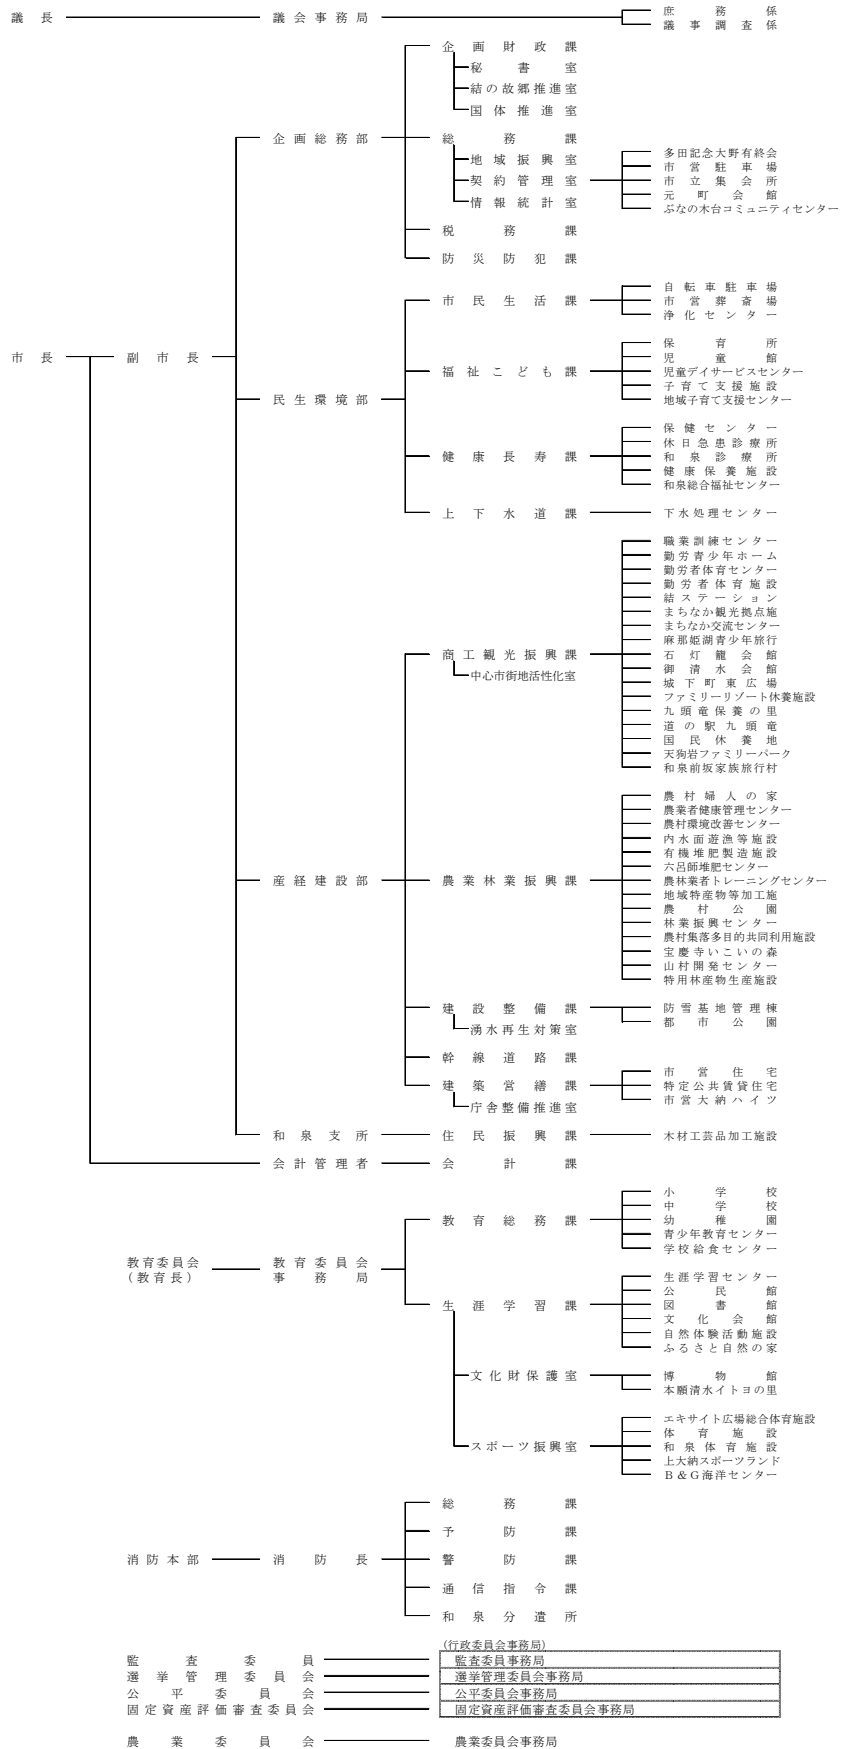 議長 議会事務局 庶務係
議事調査係
企画財政課
秘書室
結の故郷推進室
国体推進室
企画総務部 総務課
地域振興室
契約管理室
情報統計室
多田記念大野有終会
市営駐車場
市立集会所
元町会館
ぶなの木台コミュニティセンター
税務課
防災防犯課
市民生活課
自転車駐車場
市営葬斎場
浄化センター
市長 副市長
民生環境部
福祉こども課
保育所
児童館
児童デイサービスセンター
子育て支援施設
地域子育て支援センター
健康長寿課
保健センター
休日急患診療所
和泉診療所
健康保養施設
和泉総合福祉センター
上下水道課 下水処理センター
商工観光振興課
中心市街地活性化室
職業訓練センター
勤労青少年ホーム
勤労者体育センター
勤労者体育施設
結ステーション
まちなか観光拠点施
まちなか交流センター
麻那姫湖青少年旅行
石灯籠会館
御清水会館
城下町東広場
ファミリーリゾート休養施設
九頭竜保養の里
道の駅九頭竜
国民休養地
天狗岩ファミリーパーク
和泉前坂家族旅行村
産経建設部 農業林業振興課
農村婦人の家
農業者健康管理センター
農村環境改善センター
内水面遊漁等施設
有機堆肥製造施設
六呂師堆肥センター
農林業者トレーニングセンター
地域特産物等加工施
農村公園
林業振興センター
農村集落多目的共同利用施設
宝慶寺いこいの森
山村開発センター
特用林産物生産施設
建設整備課
湧水再生対策室
防雪基地管理棟
都市公園
幹線道路課
建築営繕課
庁舎整備推進室
市営住宅
特定公共賃貸住宅
市営大納ハイツ
和泉支所 住民振興課 木材工芸品加工施設
会計管理者 会計課
教育委員会
(教育長)
教育委員会
事務局
教育総務課
小学校
中学校
幼稚園
青少年教育センター
学校給食センター
生涯学習課
生涯学習センター
公民館
図書館
文化会館
自然体験活動施設
ふるさと自然の家
文化財保護室
博物館
本願清水イトヨの里
スポーツ振興室
エキサイト広場総合体育施設
体育施設
和泉体育施設
上大納スポーツランド
B&G海洋センター
消防本部 消防長
総務課
予防課
警防課
通信指令課
和泉分遣所
(行政委員会事務局)
監査委員 監査委員事務局
選挙管理委員会 選挙管理委員会事務局
公平委員会 公平委員会事務局
固定資産評価審査委員会 固定資産評価審査委員会事務局
農業委員会 農業委員会事務局